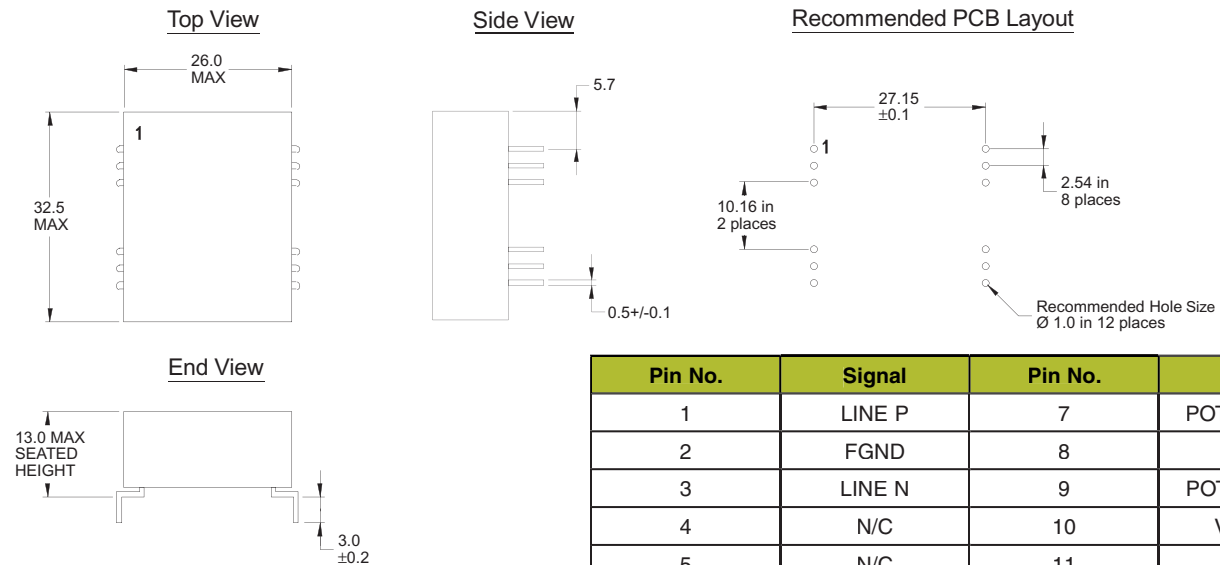 Top View
Side View
Recommended PCB Layout
26.0
MAX
1
32.5
MAX
5.7
0.5+/-0.1
27.15
±0.1
1
10.16 in
2 places
2.54 in
8 places
Recommended Hole Size
Ø 1.0 in 12 places
End View
13.0 MAX
SEATED
HEIGHT
3.0
±0.2
Pin No. Signal Pin No.
1 LINE P 7
2 FGND 8
3 LINE N 9
4 N/C 10
5 N/C 11